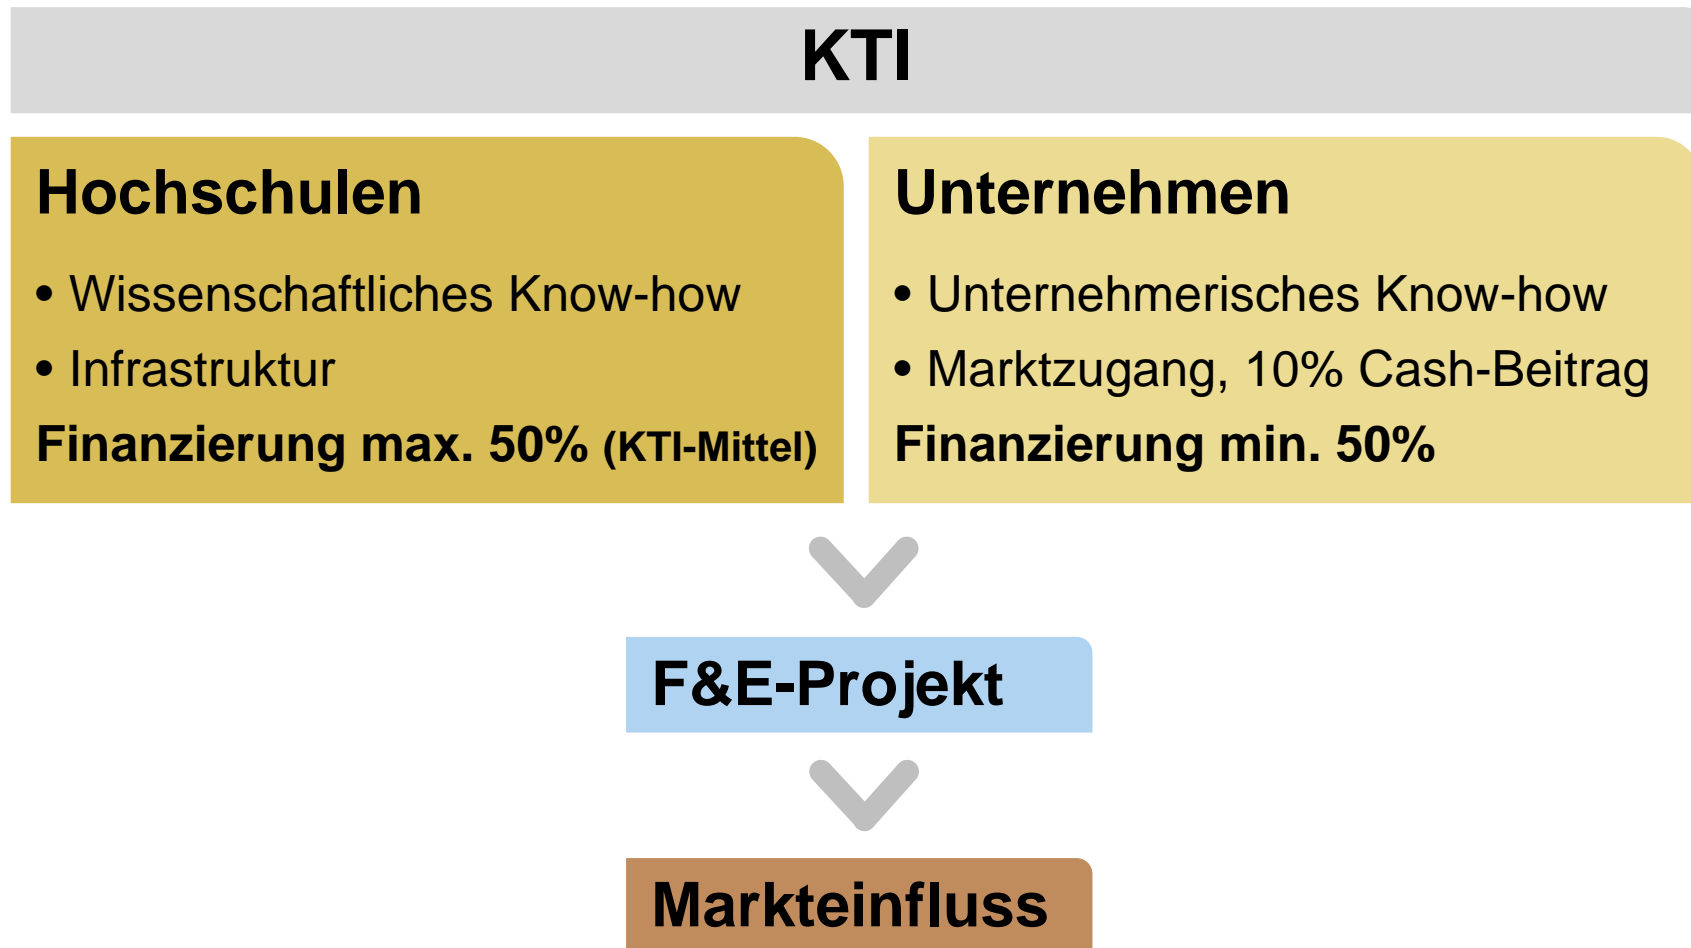 KTI
Hochschulen
• Wissenschaftliches Know-how
• Infrastruktur
Finanzierung max. 50% (KTI-Mittel)
Unternehmen
• Unternehmerisches Know-how
• Marktzugang, 10% Cash-Beitrag
Finanzierung min. 50%
F&E-Projekt
Markteinfluss